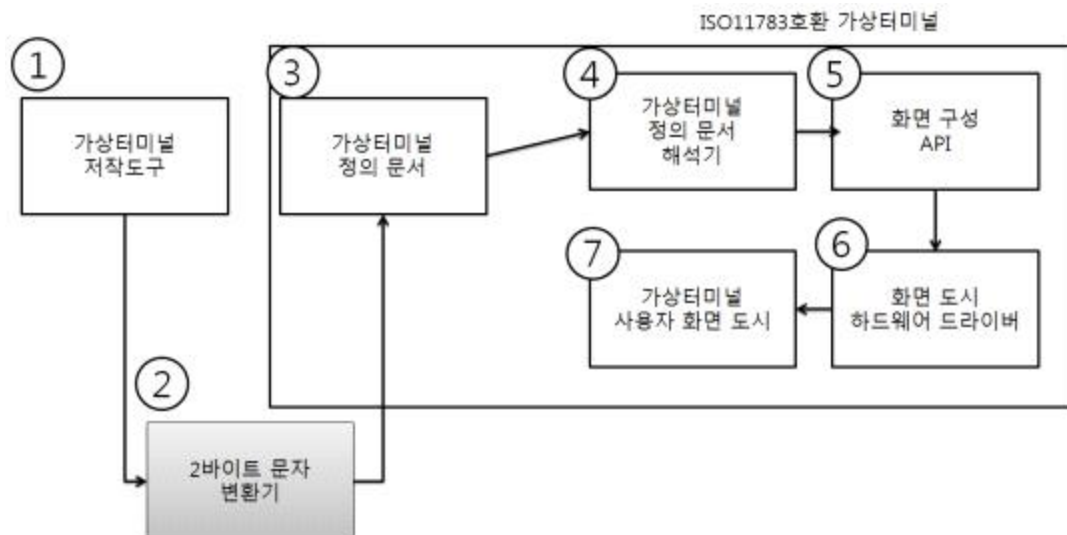 ISO11783호환 가상터미널
1
가상터미널
저작도구
2
2바이트 문자
변환기
3
가상터미널
정의 문서
4
가상터미널
정의 문서
해석기
5
화면 구성
API
6
화면 도시
하드웨어 드라이버
7
가상터미널
사용자 화면 도시